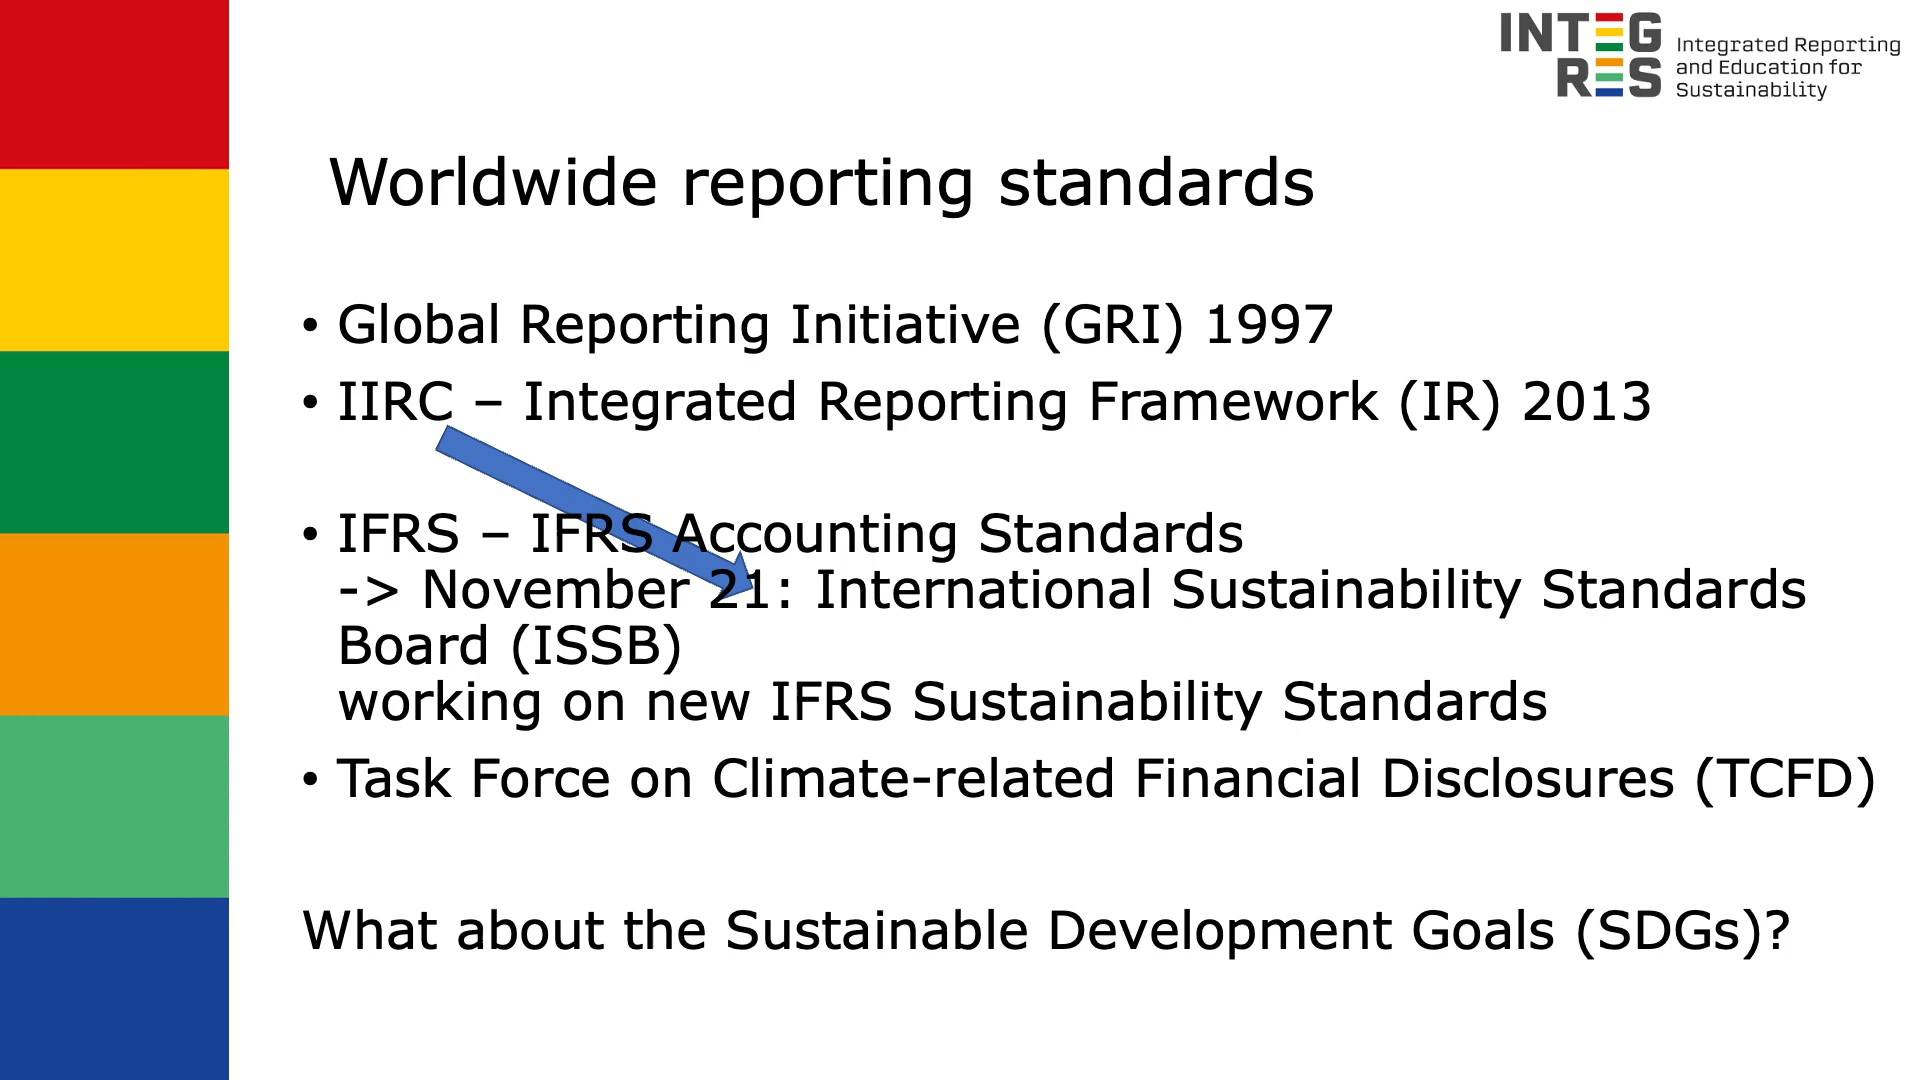 INTEG
RES
Integrated Reporting
and Education for
Sustainability
Worldwide reporting standards
• Global Reporting Initiative (GRI) 1997
• IIRC – Integrated Reporting Framework (IR) 2013
• IFRS – IFRS Accounting Standards
-> November 21: International Sustainability Standards
Board (ISSB)
working on new IFRS Sustainability Standards
• Task Force on Climate-related Financial Disclosures (TCFD)
What about the Sustainable Development Goals (SDGs)?